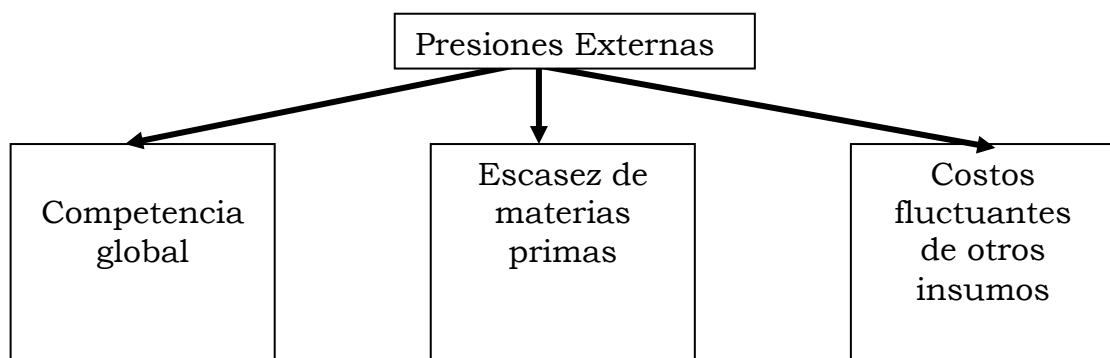 Presiones Externas
Competencia
global
Escasez de
materias
primas
Costos
fluctuantes
de otros
insumos